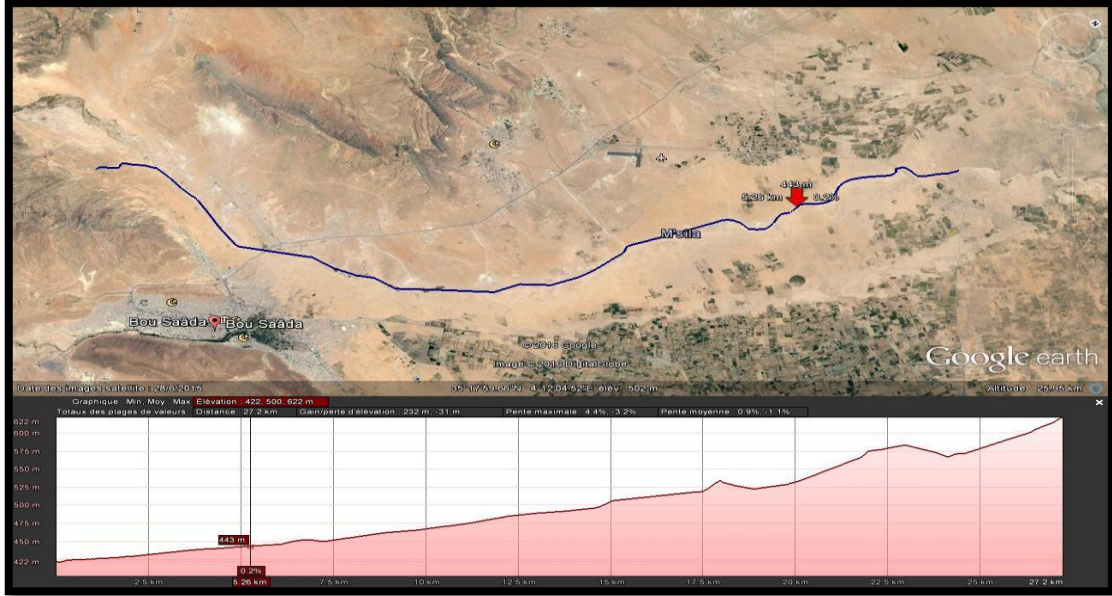 443 m
5.26 km 0.2%
M'sila
Bou Saâda Bou Saâda
© 2016 Google
Image © 2016 DigitalGlobe
Google earth
Date des images satellite : 28/6/2015 35°17'59.66"N 4°12'04.52"E élév. 502 m Altitude 25.95 km
Graphique : Min, Moy, Max Élévation : 422, 500, 622 m
Totaux des plages de valeurs : Distance : 27.2 km Gain/perte d'élévation : 232 m, -31 m Pente maximale : 4.4%, -3.2% Pente moyenne : 0.9%, -1.1%
622 m
600 m
575 m
550 m
525 m
500 m
475 m
450 m
422 m
443 m
0.2%
2.5 km 5.26 km 7.5 km 10 km 12.5 km 15 km 17.5 km 20 km 22.5 km 25 km 27.2 km